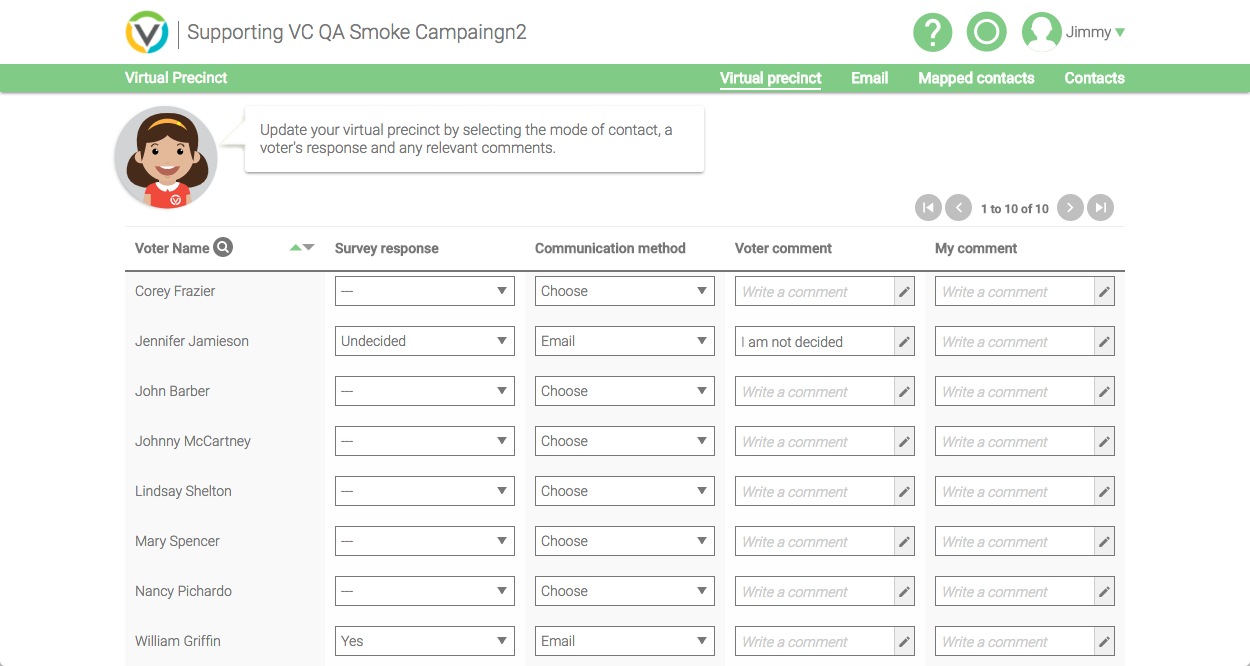 Supporting VC QA Smoke Campaingn2
? Jimmy
Virtual Precinct Virtual precinct Email Mapped contacts Contacts
Update your virtual precinct by selecting the mode of contact, a
voter's response and any relevant comments.
1 to 10 of 10
Voter Name Survey response Communication method Voter comment My comment
Corey Frazier --- Choose Write a comment Write a comment
Jennifer Jamieson Undecided Email I am not decided Write a comment
John Barber --- Choose Write a comment Write a comment
Johnny McCartney --- Choose Write a comment Write a comment
Lindsay Shelton --- Choose Write a comment Write a comment
Mary Spencer --- Choose Write a comment Write a comment
Nancy Pichardo --- Choose Write a comment Write a comment
William Griffin Yes Email Write a comment Write a comment